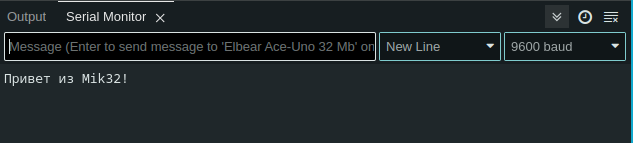 Output
Serial Monitor
Message (Enter to send message to 'Elbear Ace-Uno 32 Mb' on
New Line
9600 baud
Привет из Mik32!